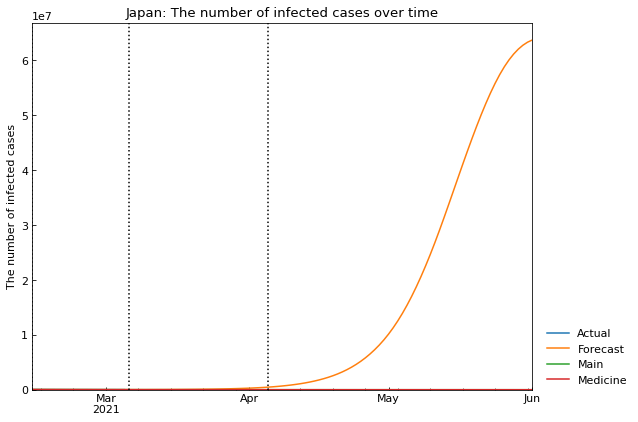 Japan: The number of infected cases over time
1e7
The number of infected cases
6
5
4
3
2
1
0
Mar
2021
Apr
May
Jun
Actual
Forecast
Main
Medicine